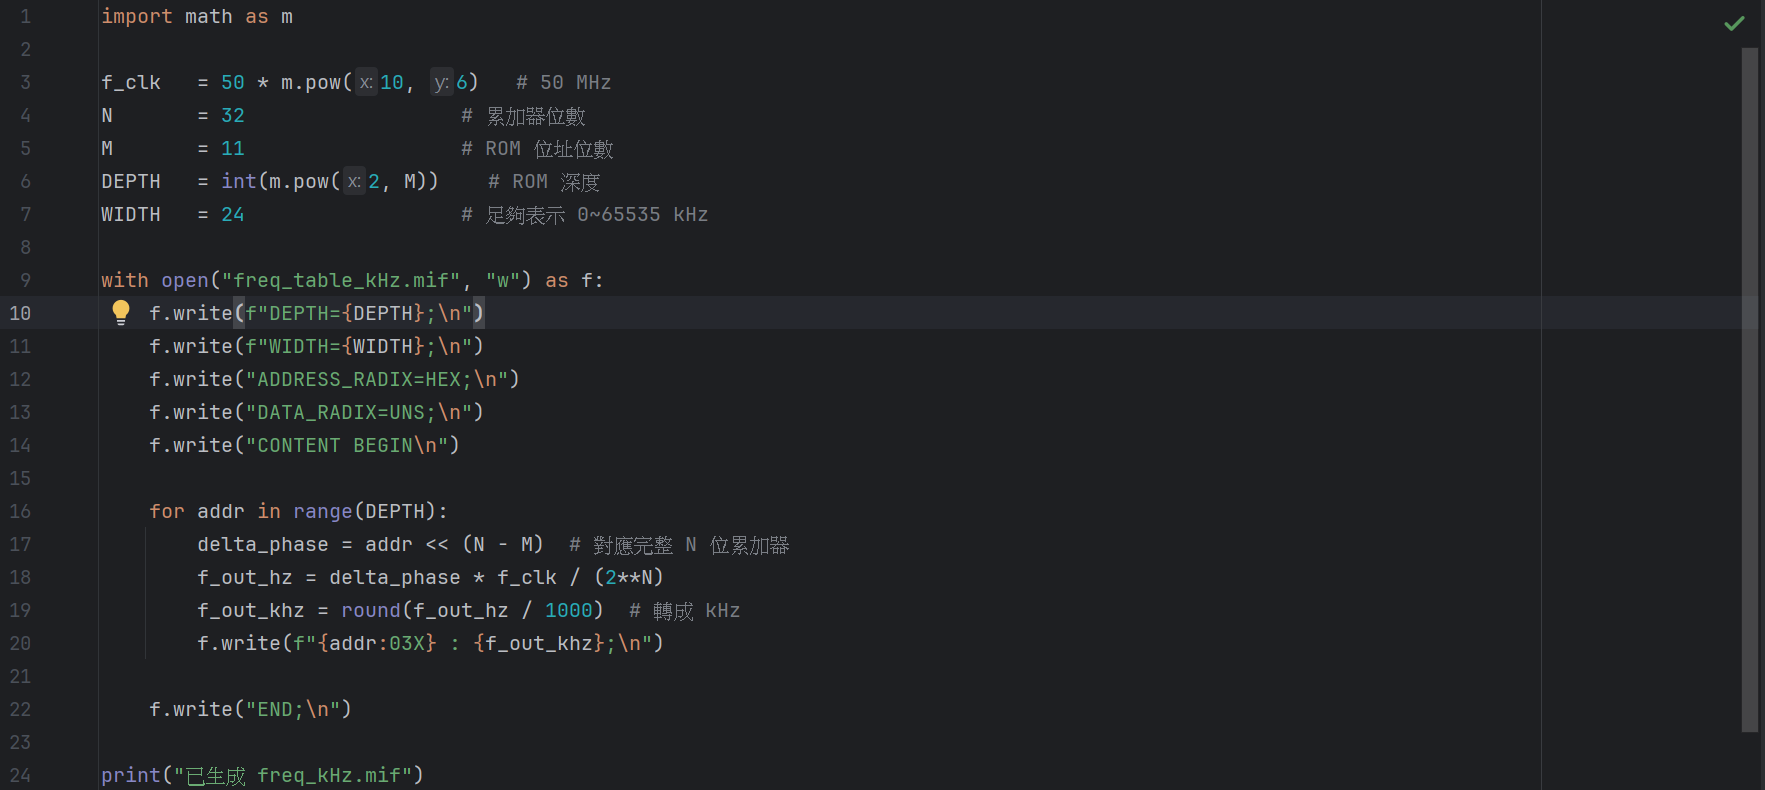 1 import math as m
2
3 f_clk   = 50 * m.pow(x: 10, y: 6)   # 50 MHz
4 N       = 32                  # 累加器位數
5 M       = 11                  # ROM 位址位數
6 DEPTH   = int(m.pow(x: 2, M))    # ROM 深度
7 WIDTH   = 24                  # 足夠表示 0~65535 kHz
8
9 with open("freq_table_kHz.mif", "w") as f:
10     f.write(f"DEPTH={DEPTH};\n")
11     f.write(f"WIDTH={WIDTH};\n")
12     f.write("ADDRESS_RADIX=HEX;\n")
13     f.write("DATA_RADIX=UNS;\n")
14     f.write("CONTENT BEGIN\n")
15
16     for addr in range(DEPTH):
17         delta_phase = addr << (N - M)  # 對應完整 N 位累加器
18         f_out_hz = delta_phase * f_clk / (2**N)
19         f_out_khz = round(f_out_hz / 1000)  # 轉成 kHz
20         f.write(f"{addr:03X} : {f_out_khz};\n")
21
22     f.write("END;\n")
23
24 print("已生成 freq_kHz.mif")